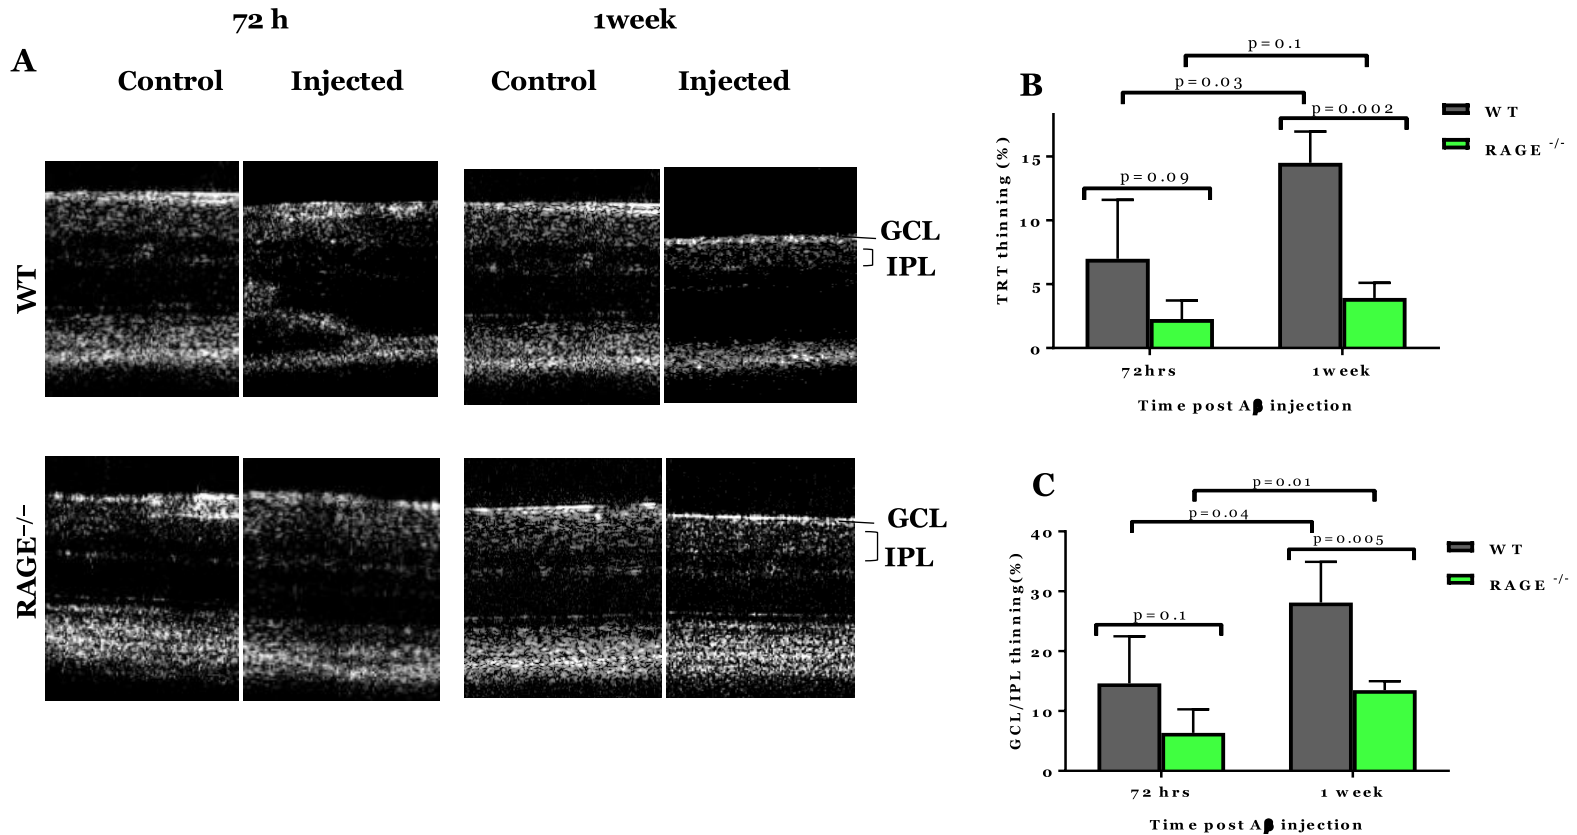 72 h
1week
A
Control
Injected
Control
Injected
WT
GCL
IPL
RAGE−/−
GCL
IPL
B
p=0.1
p=0.03
p=0.002
p=0.09
WT
RAGE -/-
TRT thinning (%)
15
10
5
0
72hrs
1week
Time post Aβ injection
C
p=0.01
p=0.04
p=0.005
p=0.1
WT
RAGE -/-
GCL/IPL thinning(%)
40
30
20
10
0
72 hrs
1 week
Time post Aβ injection